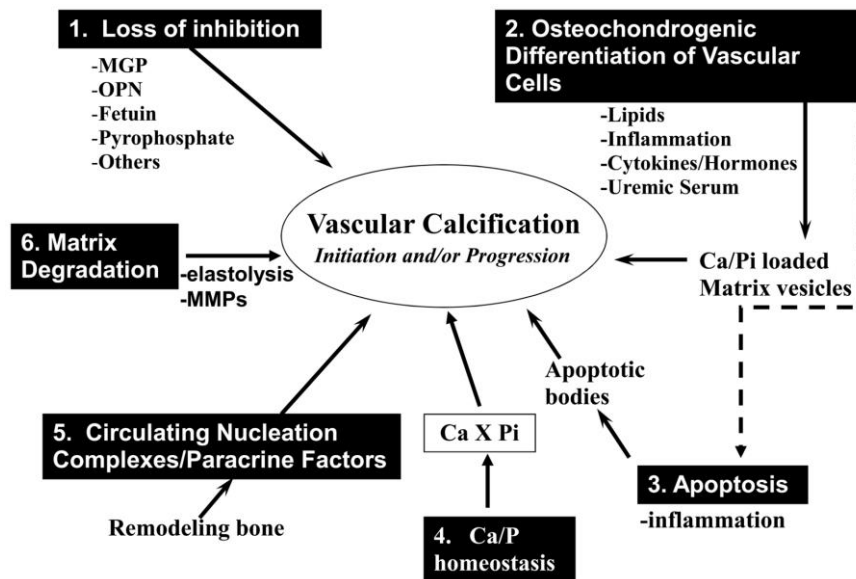 1. Loss of inhibition
-MGP
-OPN
-Fetuin
-Pyrophosphate
-Others
2. Osteochondrogenic
Differentiation of Vascular
Cells
-Lipids
-Inflammation
-Cytokines/Hormones
-Uremic Serum
Vascular Calcification
Initiation and/or Progression
6. Matrix
Degradation
-elastolysis
-MMPs
Ca/Pi loaded
Matrix vesicles
Apoptotic
bodies
5. Circulating Nucleation
Complexes/Paracrine Factors
Ca X Pi
3. Apoptosis
-inflammation
Remodeling bone
4. Ca/P
homeostasis